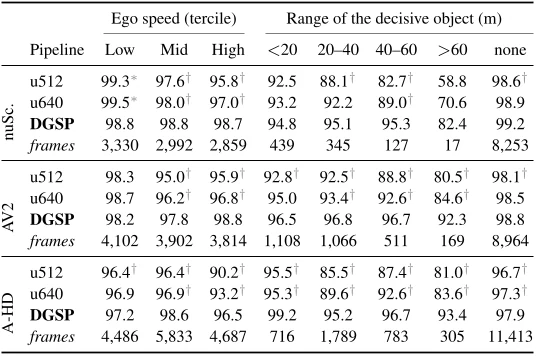 Ego speed (tercile) Range of the decisive object (m)
Pipeline Low Mid High <20 20–40 40–60 >60 none
nuSc.
u512 99.3* 97.6† 95.8† 92.5 88.1† 82.7† 58.8 98.6†
u640 99.5* 98.0† 97.0† 93.2 92.2 89.0† 70.6 98.9
DGSP 98.8 98.8 98.7 94.8 95.1 95.3 82.4 99.2
frames 3,330 2,992 2,859 439 345 127 17 8,253
AV2
u512 98.3 95.0† 95.9† 92.8† 92.5† 88.8† 80.5† 98.1†
u640 98.7 96.2† 96.8† 95.0 93.4† 92.6† 84.6† 98.5
DGSP 98.2 97.8 98.8 96.5 96.8 96.7 92.3 98.8
frames 4,102 3,902 3,814 1,108 1,066 511 169 8,964
A-HD
u512 96.4† 96.4† 90.2† 95.5† 85.5† 87.4† 81.0† 96.7†
u640 96.9 96.9† 93.2† 95.3† 89.6† 92.6† 83.6† 97.3†
DGSP 97.2 98.6 96.5 99.2 95.2 96.7 93.4 97.9
frames 4,486 5,833 4,687 716 1,789 783 305 11,413